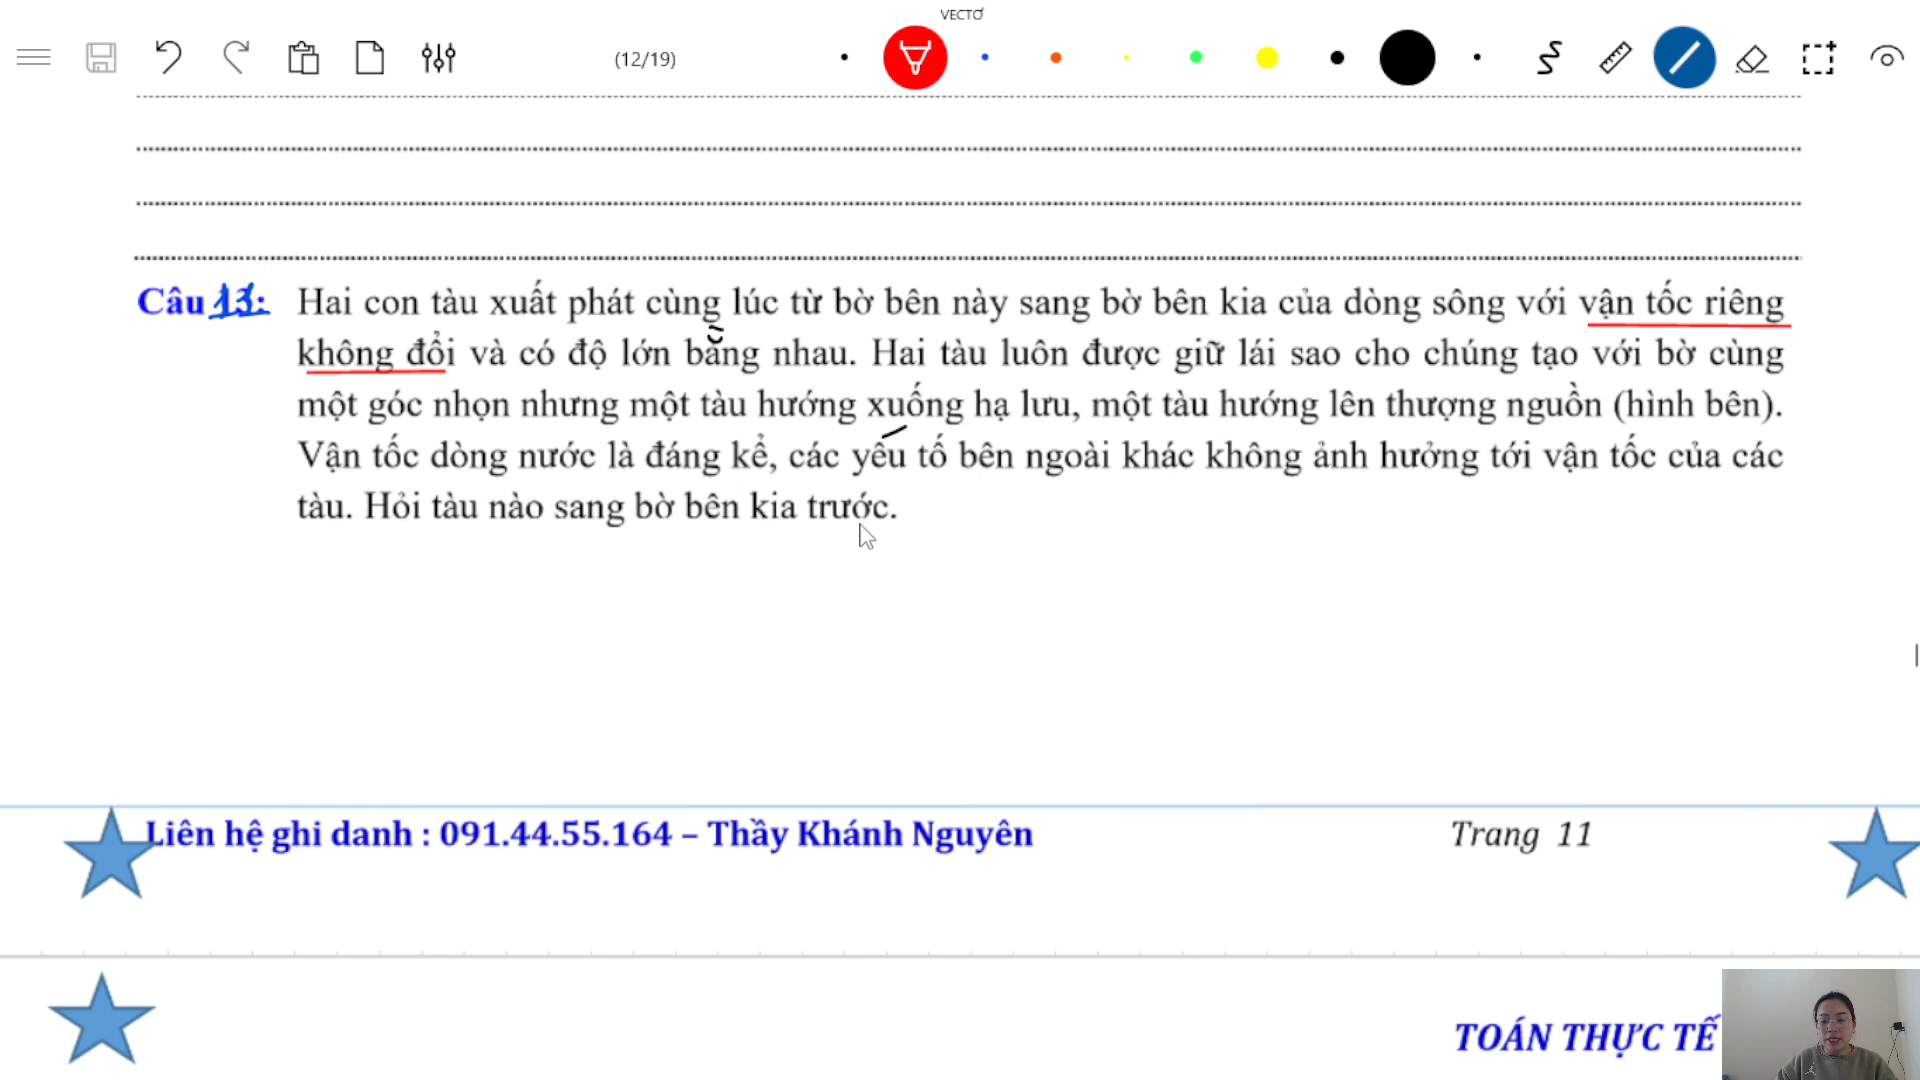 VECTƠ
(12/19)
Câu 13: Hai con tàu xuất phát cùng lúc từ bờ bên này sang bờ bên kia của dòng sông với vận tốc riêng
không đổi và có độ lớn bằng nhau. Hai tàu luôn được giữ lái sao cho chúng tạo với bờ cùng
một góc nhọn nhưng một tàu hướng xuống hạ lưu, một tàu hướng lên thượng nguồn (hình bên).
Vận tốc dòng nước là đáng kể, các yếu tố bên ngoài khác không ảnh hưởng tới vận tốc của các
tàu. Hỏi tàu nào sang bờ bên kia trước.
Liên hệ ghi danh : 091.44.55.164 – Thầy Khánh Nguyên
Trang 11
TOÁN THỰC TẾ